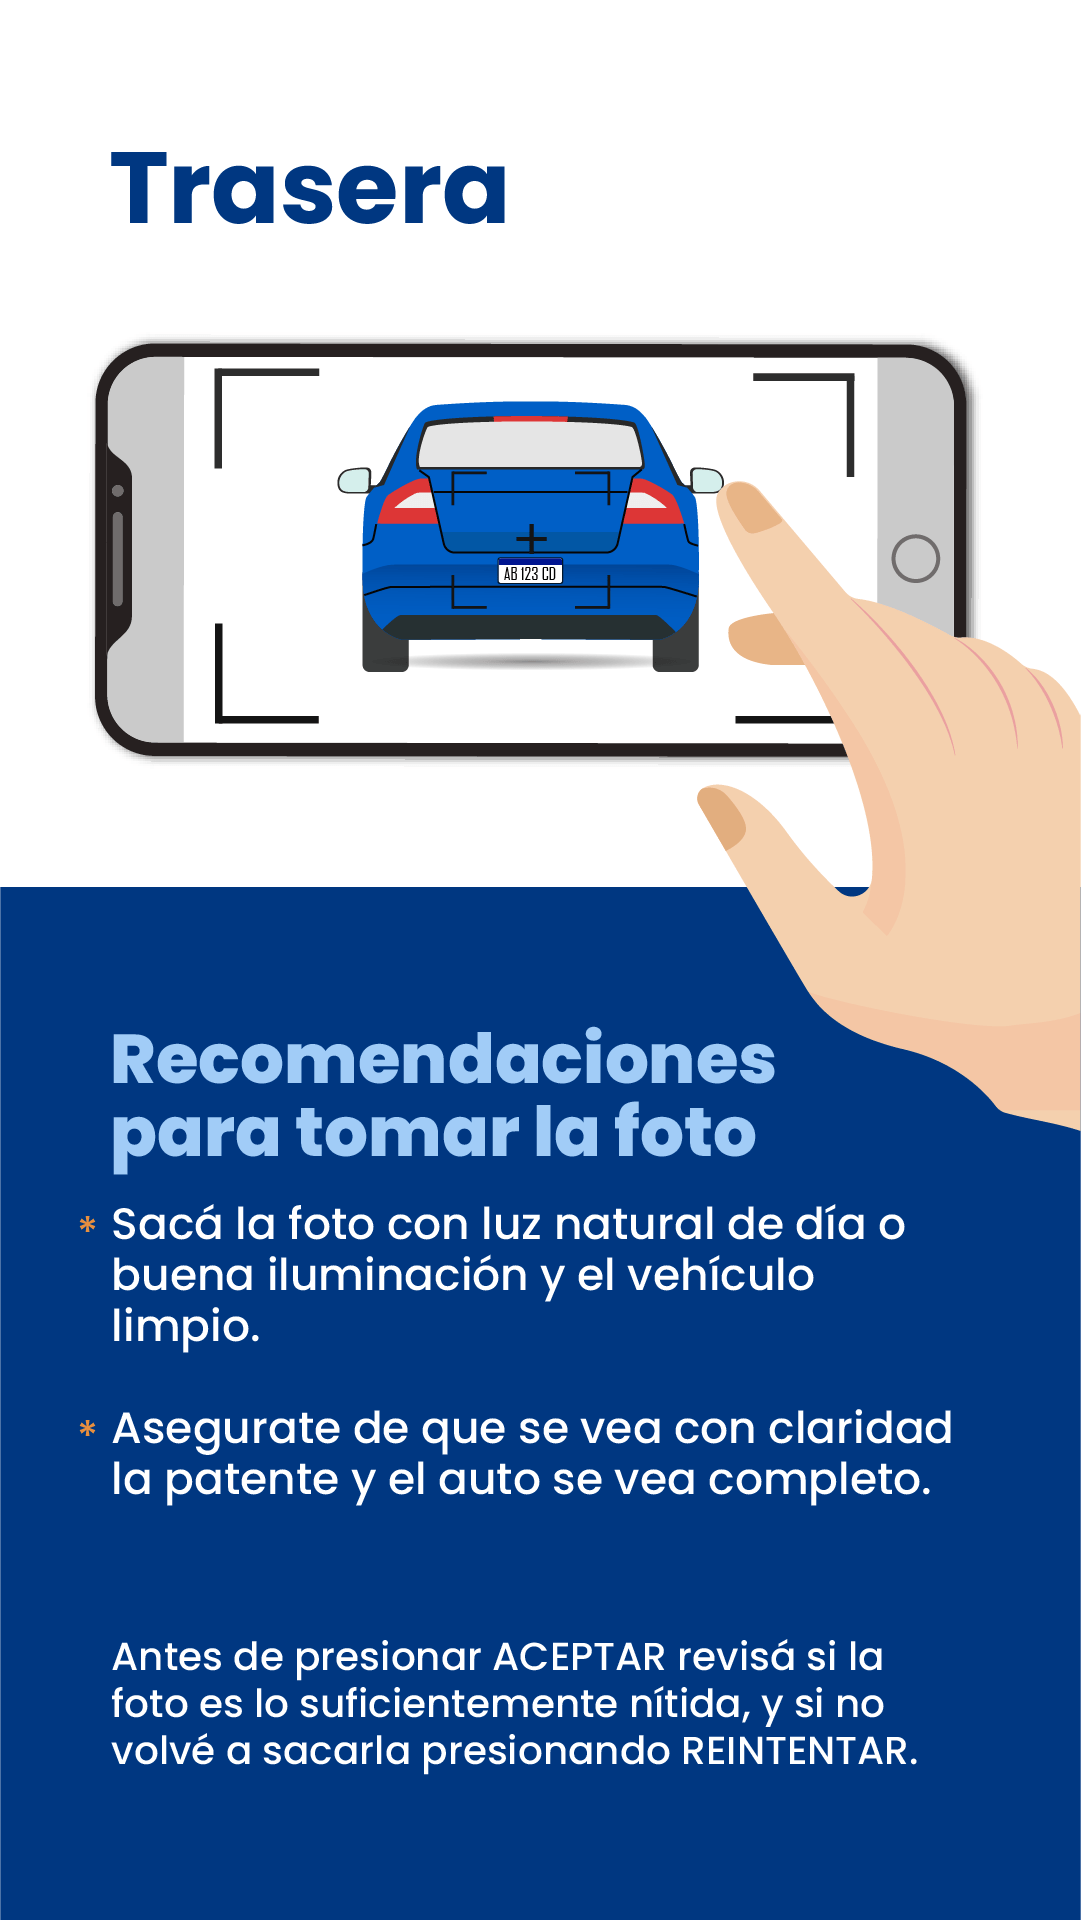 Trasera
AB 123 CD
Recomendaciones
para tomar la foto
* Sacá la foto con luz natural de día o
buena iluminación y el vehículo
limpio.
* Asegurate de que se vea con claridad
la patente y el auto se vea completo.
Antes de presionar ACEPTAR revisá si la
foto es lo suficientemente nítida, y si no
volvé a sacarla presionando REINTENTAR.